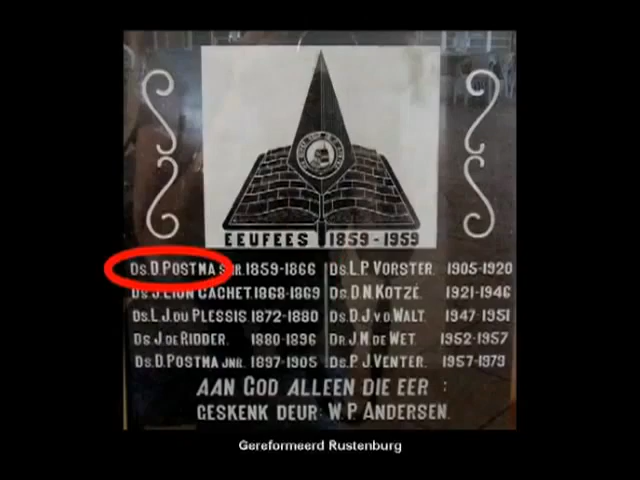 EEUFEES 1859-1959
DS. D. POSTMA SNR. 1859-1866
DS. J. LION CACHET. 1868-1869
DS. L. J. DU PLESSIS. 1872-1880
DS. J. DE RIDDER. 1880-1896
DS. D. POSTMA JNR. 1897-1905
DS. L. P. VORSTER. 1905-1920
DS. D. N. KOTZÉ. 1921-1946
DS. D. J. V. D. WALT. 1947-1951
DR. J. M. DE WET. 1952-1957
DS. P. J. VENTER. 1957-1979
AAN GOD ALLEEN DIE EER :
GESKENK DEUR: W. P. ANDERSEN.
Gereformeerd Rustenburg